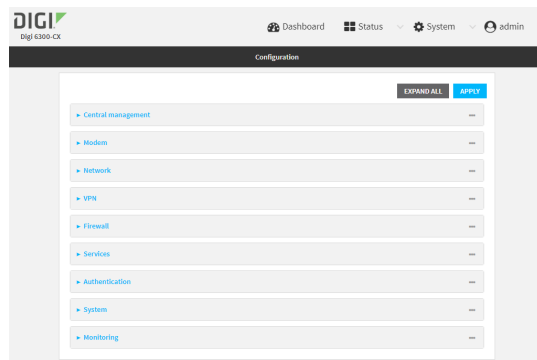 DIGI
Digi 6300-CX
Dashboard Status System admin
Configuration
EXPAND ALL APPLY
Central management
Modem
Network
VPN
Firewall
Services
Authentication
System
Monitoring